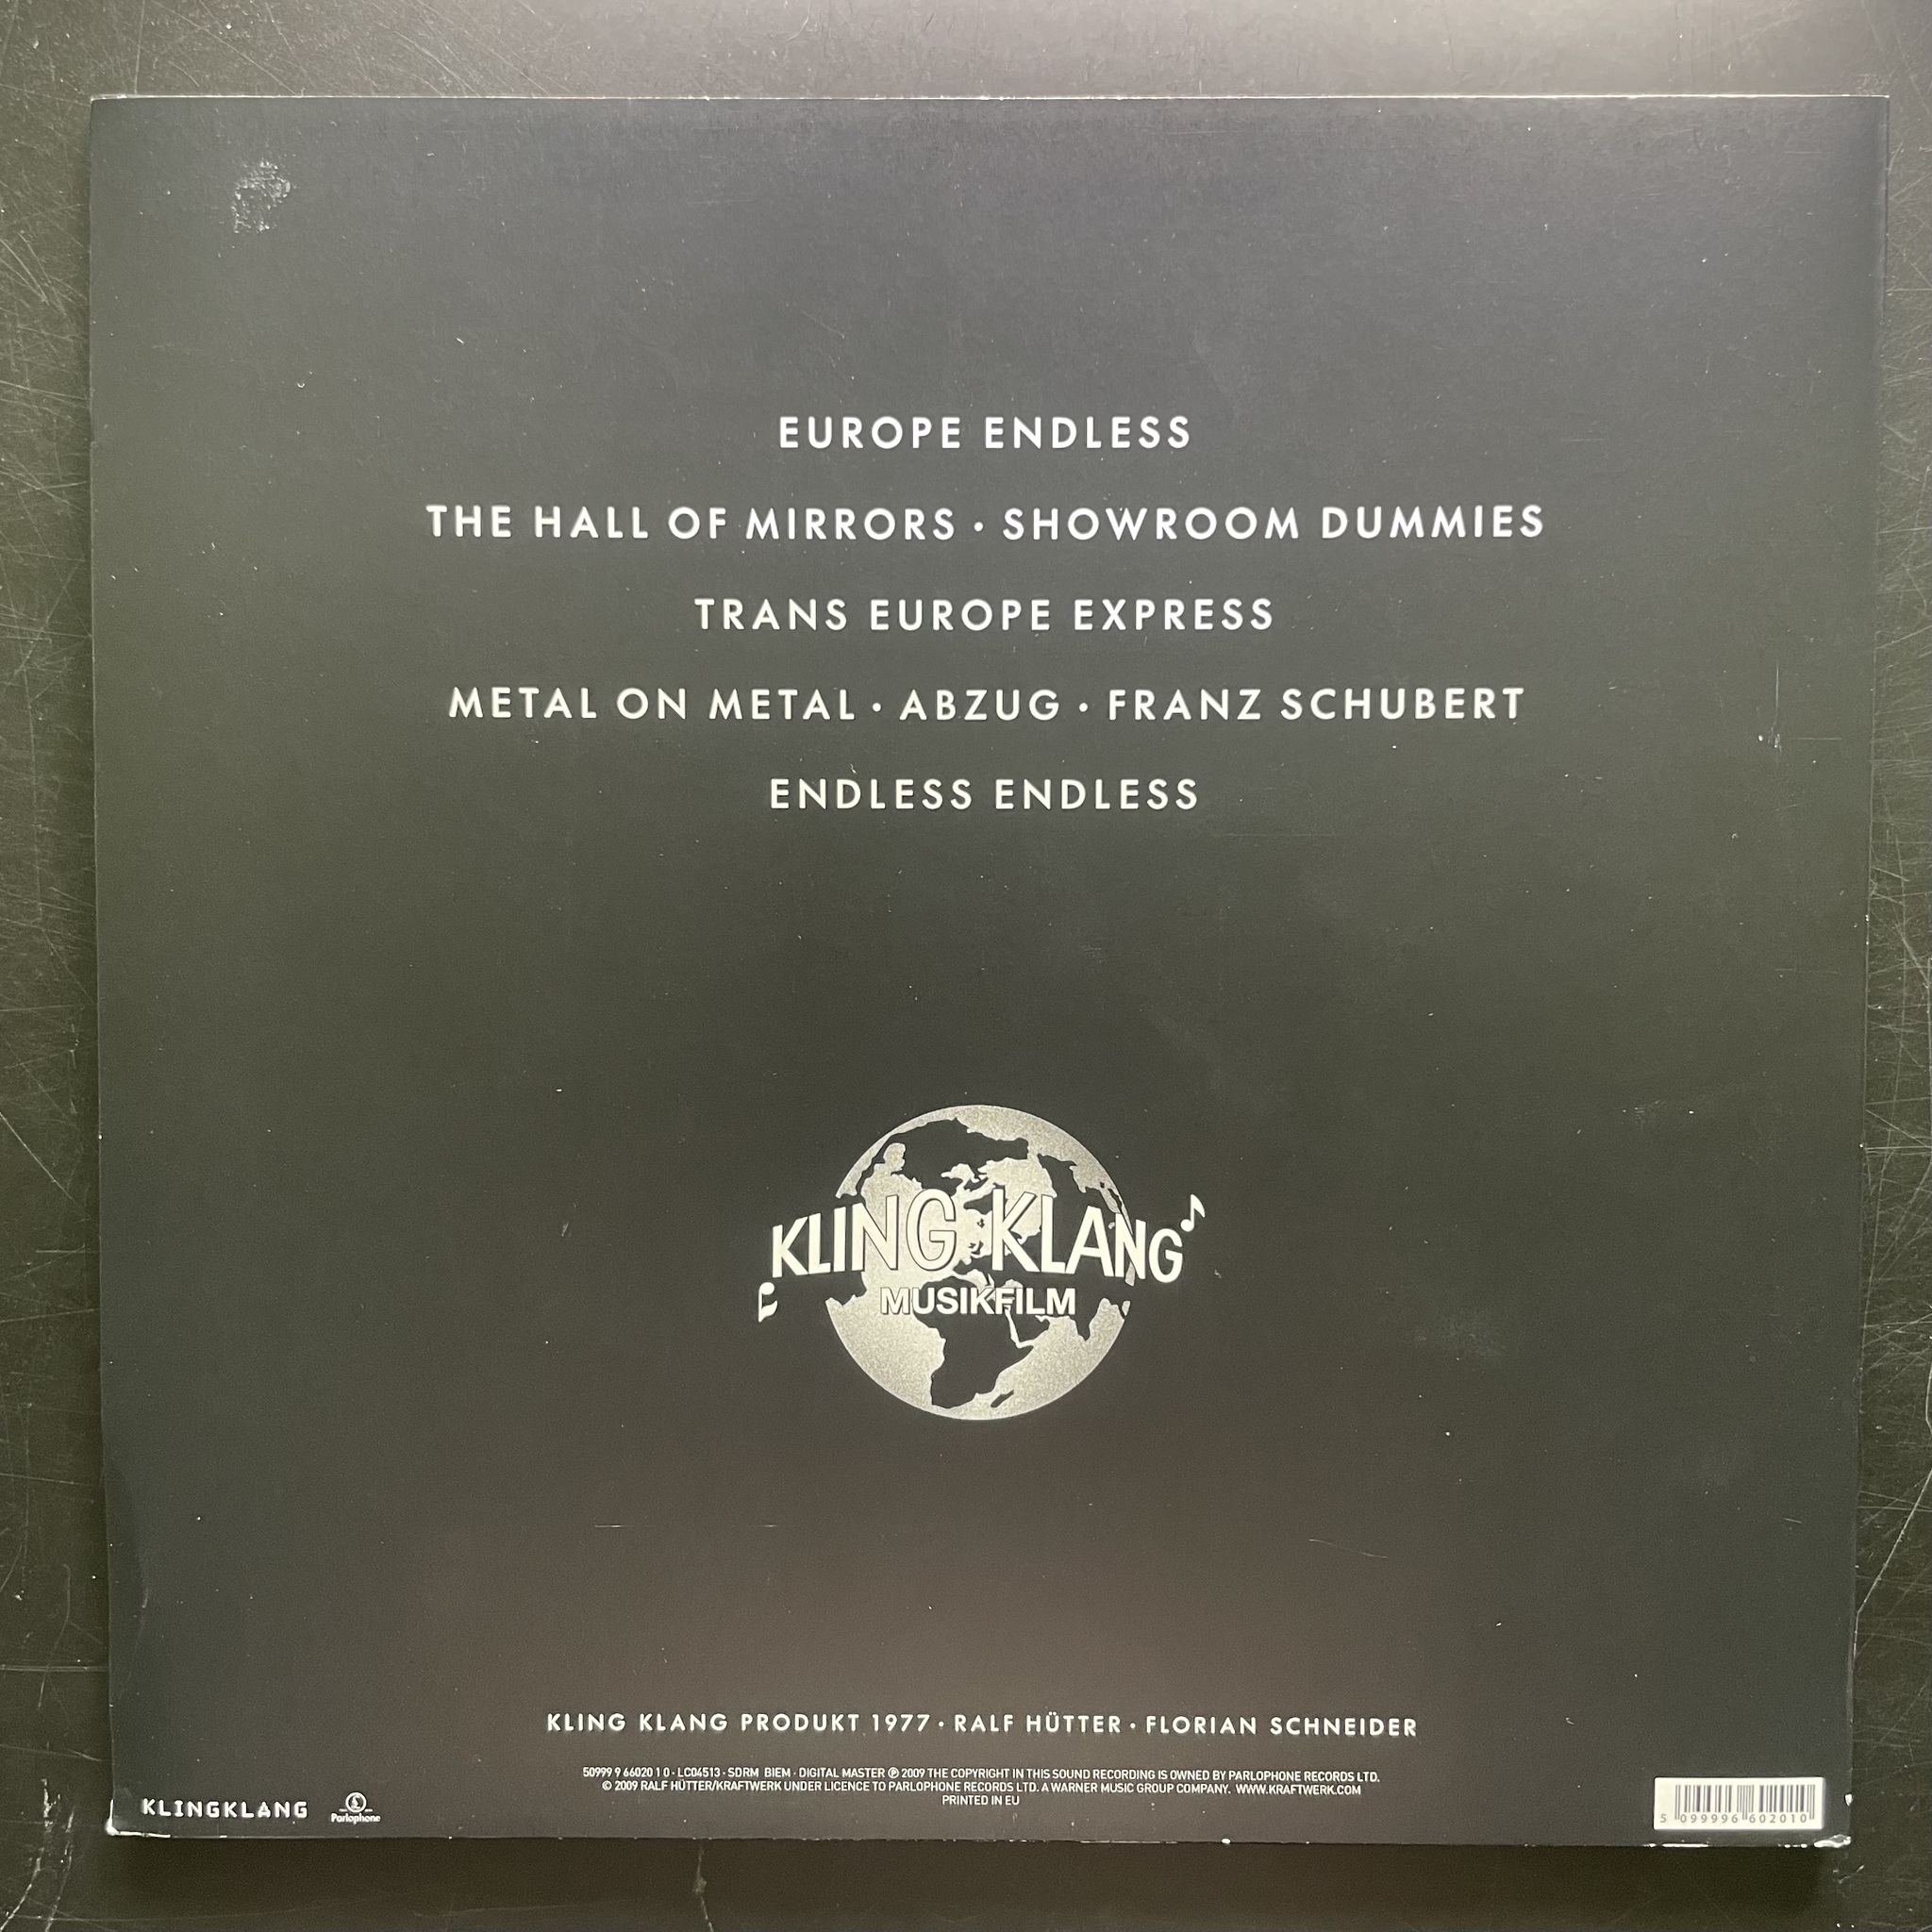 EUROPE ENDLESS
THE HALL OF MIRRORS · SHOWROOM DUMMIES
TRANS EUROPE EXPRESS
METAL ON METAL · ABZUG · FRANZ SCHUBERT
ENDLESS ENDLESS
KLING KLANG
MUSIKFILM
KLING KLANG PRODUKT 1977 · RALF HÜTTER · FLORIAN SCHNEIDER
50999 9 66020 1 0 · LC04513 · SDRM BIEM · DIGITAL MASTER ℗ 2009 THE COPYRIGHT IN THIS SOUND RECORDING IS OWNED BY PARLOPHONE RECORDS LTD.
© 2009 RALF HÜTTER/KRAFTWERK UNDER LICENCE TO PARLOPHONE RECORDS LTD. A WARNER MUSIC GROUP COMPANY. WWW.KRAFTWERK.COM
PRINTED IN EU
KLINGKLANG
£
Parlophone
5 099996 602010